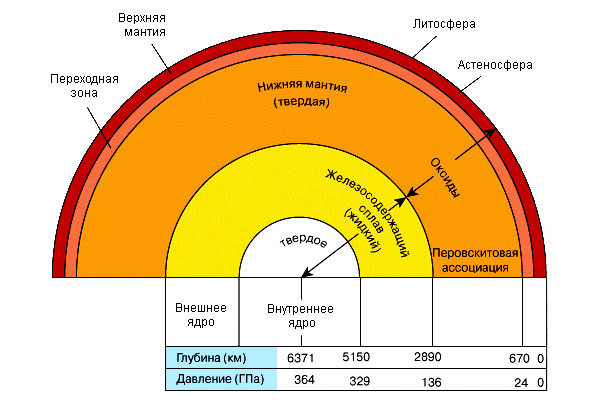 Верхняя
мантия
Литосфера
Астеносфера
Переходная
зона
Нижняя мантия
(твердая)
Оксиды
Железосодержащий
сплав
(жидкий)
твердое
Перовскитовая
ассоциация
Внешнее
ядро
Внутреннее
ядро
Глубина (км) 6371 5150 2890 670 0
Давление (ГПа) 364 329 136 24 0